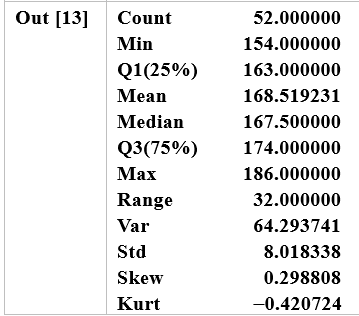 Out [13] Count 52.000000
Min 154.000000
Q1(25%) 163.000000
Mean 168.519231
Median 167.500000
Q3(75%) 174.000000
Max 186.000000
Range 32.000000
Var 64.293741
Std 8.018338
Skew 0.298808
Kurt −0.420724